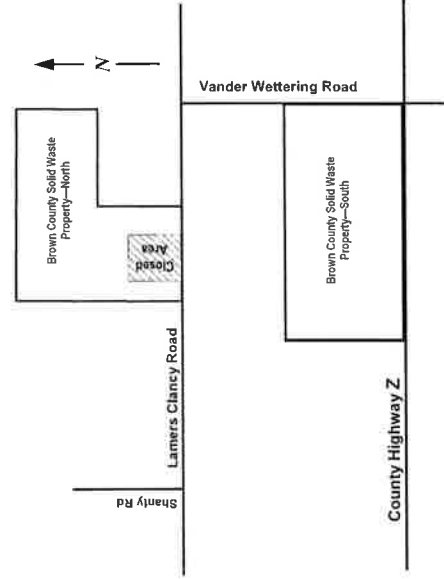 N
Vander Wettering Road
Brown County Solid Waste
Property—North
Closed
Area
Lamers Clancy Road
Shanty Rd
Brown County Solid Waste
Property—South
County Highway Z